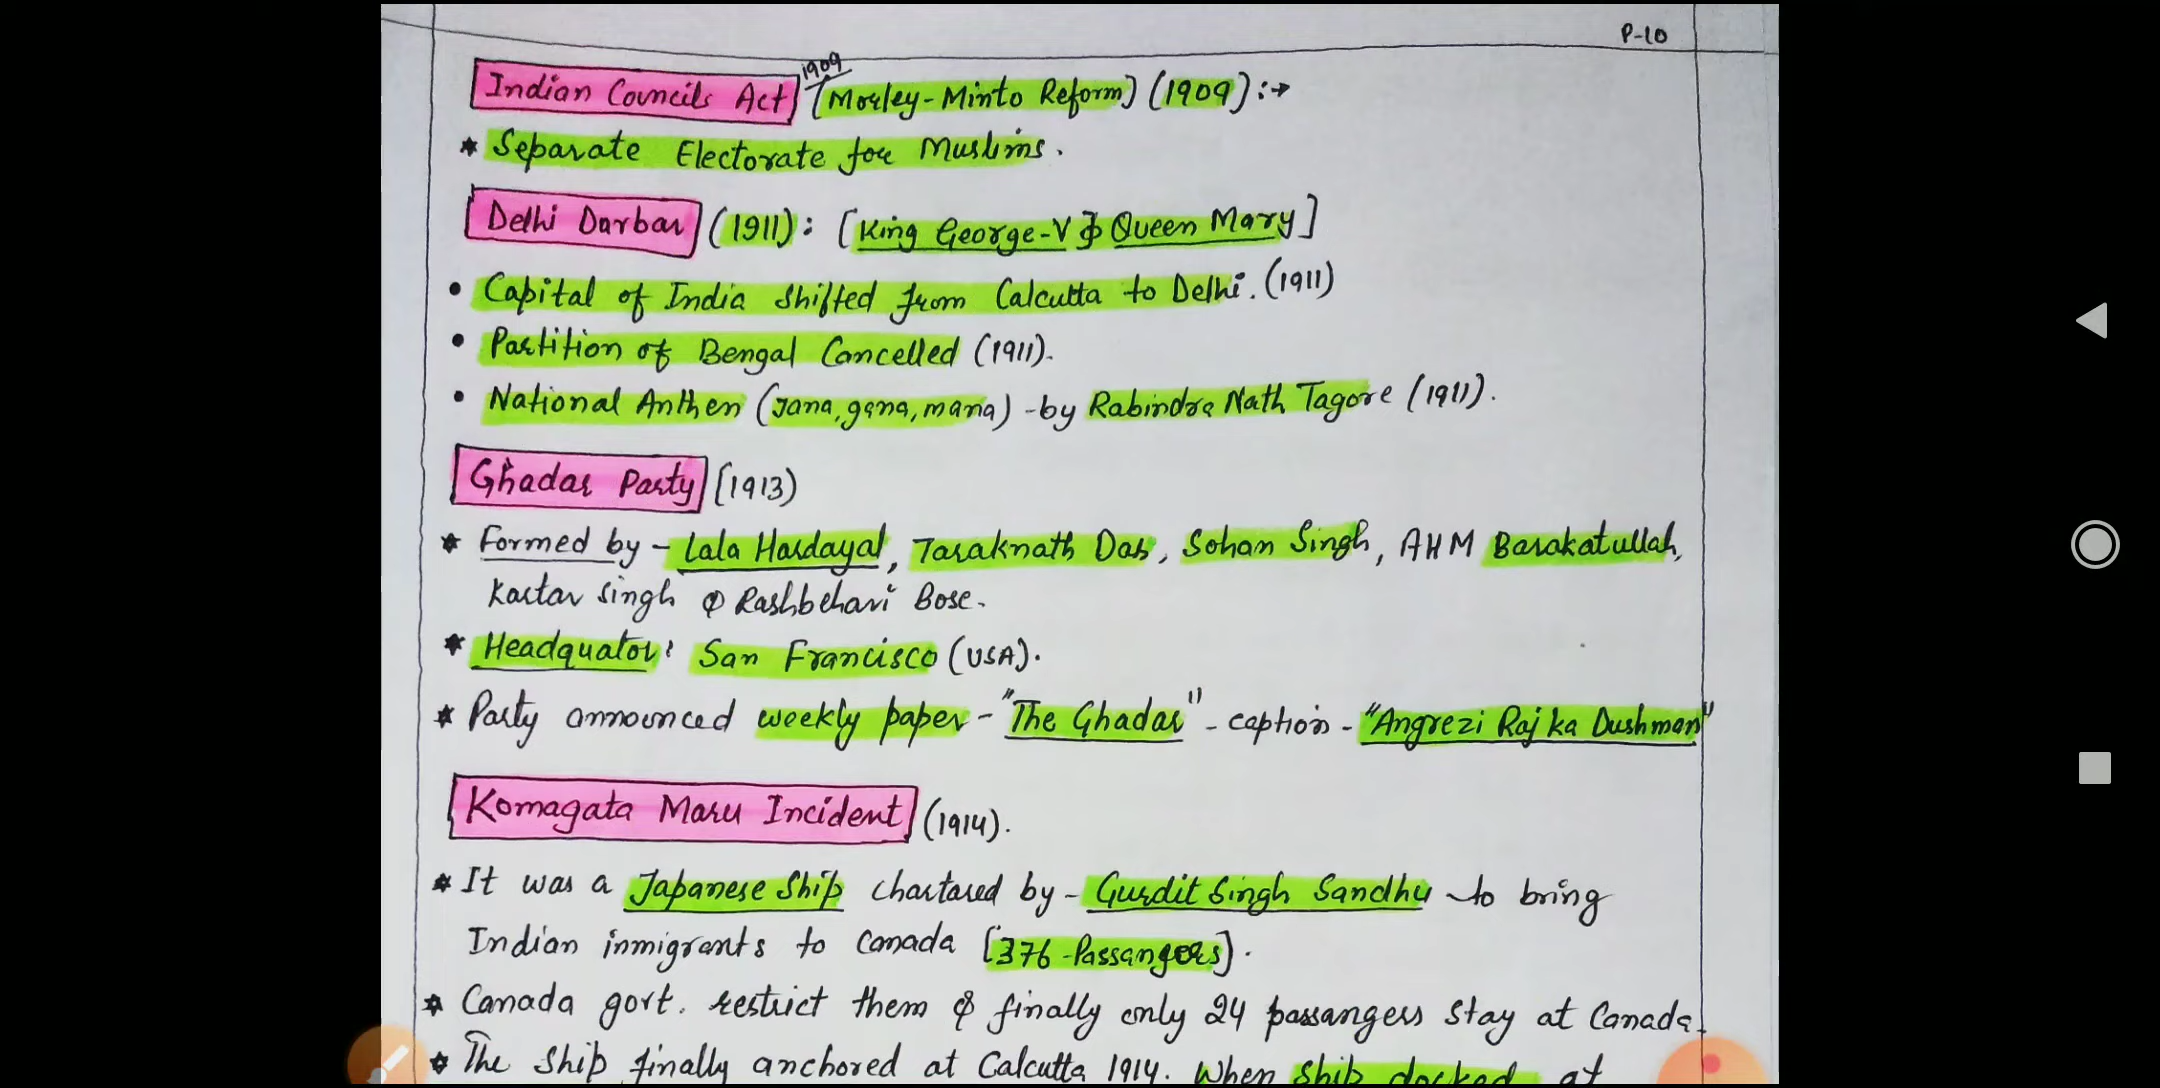 P-10
1909
Indian Councils Act [Morley-Minto Reform] (1909):→
* Separate Electorate for Muslims.
Delhi Darbar (1911): [King George-V & Queen Mary]
• Capital of India Shifted from Calcutta to Delhi. (1911)
• Partition of Bengal Cancelled (1911).
• National Anthen (Jana, gana, mana) - by Rabindra Nath Tagore (1911).
Ghadar Party [1913)
* Formed by - Lala Hardayal, Taraknath Das, Sohan Singh, AHM Barakatullah,
Kartar Singh & Rashbehari Bose.
* Headquator: San Francisco (USA).
* Party announced weekly paper - "The Ghadar" - caption - "Angrezi Raj ka Dushman"
Komagata Maru Incident (1914).
* It was a Japanese Ship chartared by - Gurdit Singh Sandhu to bring
Indian inmigrants to Canada [376 - Passangers].
* Canada govt. restrict them & finally only 24 passangers stay at Canada.
* The Ship finally anchored at Calcutta 1914. When ship docked at